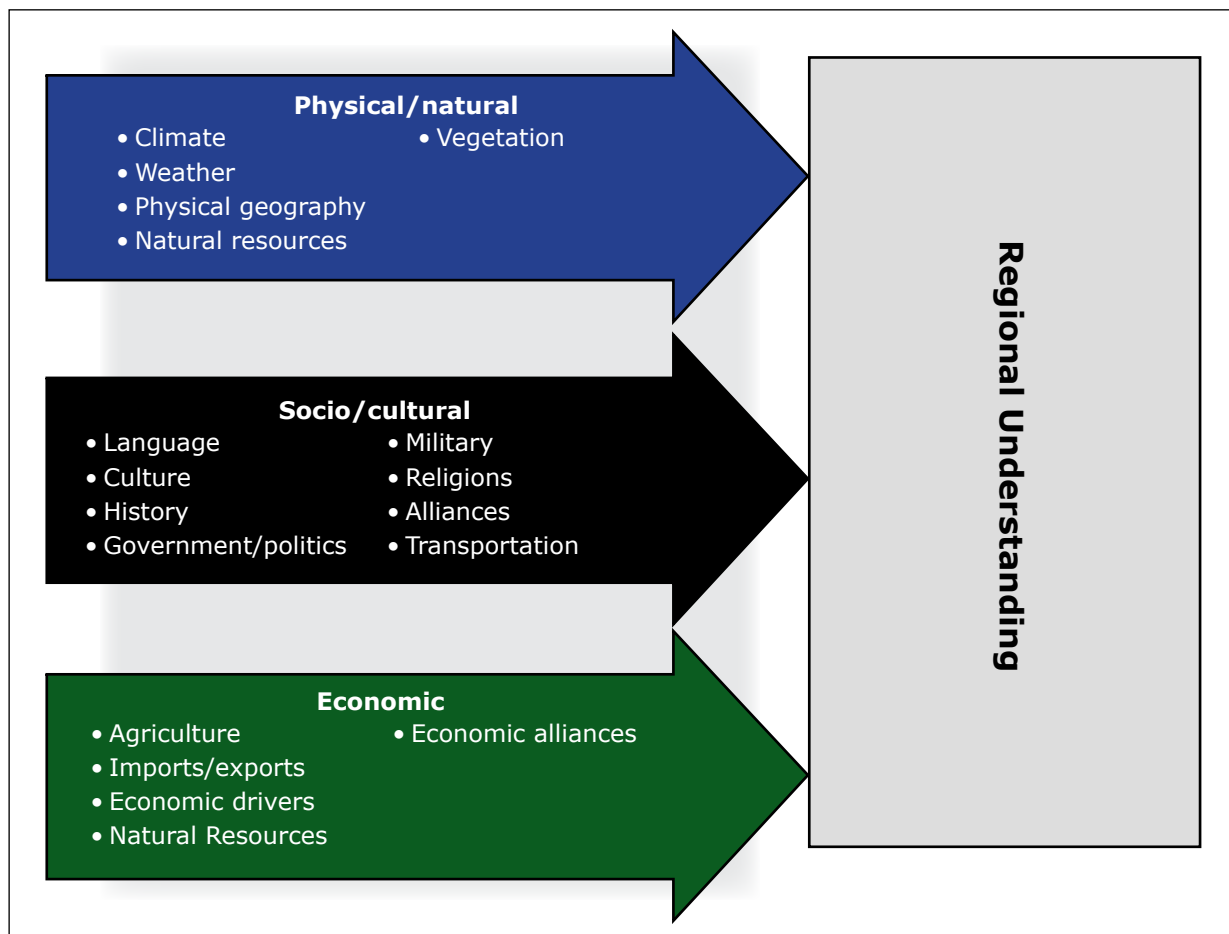 Physical/natural
• Climate
• Weather
• Physical geography
• Natural resources
• Vegetation
Socio/cultural
• Language
• Culture
• History
• Government/politics
• Military
• Religions
• Alliances
• Transportation
Economic
• Agriculture
• Imports/exports
• Economic drivers
• Natural Resources
• Economic alliances
Regional Understanding